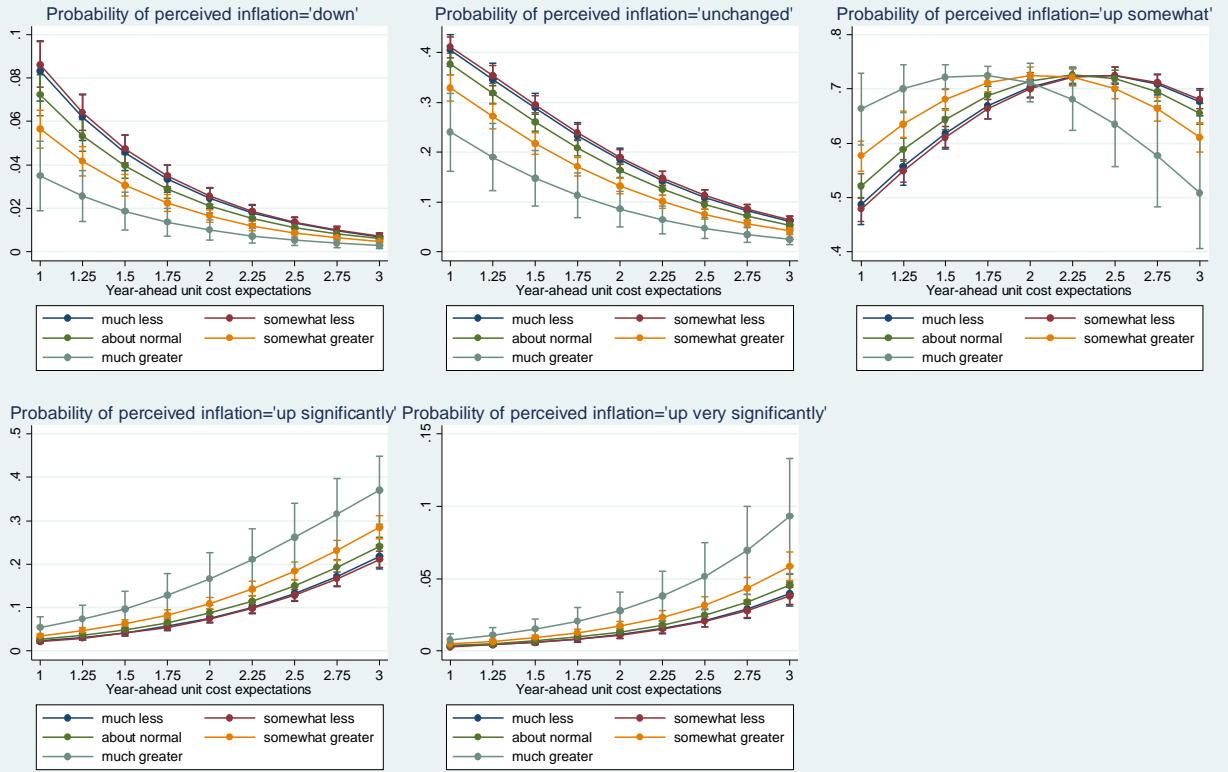 Probability of perceived inflation='down'
.1
.08
.06
.04
.02
0
1 1.25 1.5 1.75 2 2.25 2.5 2.75 3
Year-ahead unit cost expectations
much less somewhat less
about normal somewhat greater
much greater
Probability of perceived inflation='unchanged'
.4
.3
.2
.1
0
1 1.25 1.5 1.75 2 2.25 2.5 2.75 3
Year-ahead unit cost expectations
much less somewhat less
about normal somewhat greater
much greater
Probability of perceived inflation='up somewhat'
.8
.7
.6
.5
.4
1 1.25 1.5 1.75 2 2.25 2.5 2.75 3
Year-ahead unit cost expectations
much less somewhat less
about normal somewhat greater
much greater
Probability of perceived inflation='up significantly'
.5
.4
.3
.2
.1
0
1 1.25 1.5 1.75 2 2.25 2.5 2.75 3
Year-ahead unit cost expectations
much less somewhat less
about normal somewhat greater
much greater
Probability of perceived inflation='up very significantly'
.15
.1
.05
0
1 1.25 1.5 1.75 2 2.25 2.5 2.75 3
Year-ahead unit cost expectations
much less somewhat less
about normal somewhat greater
much greater